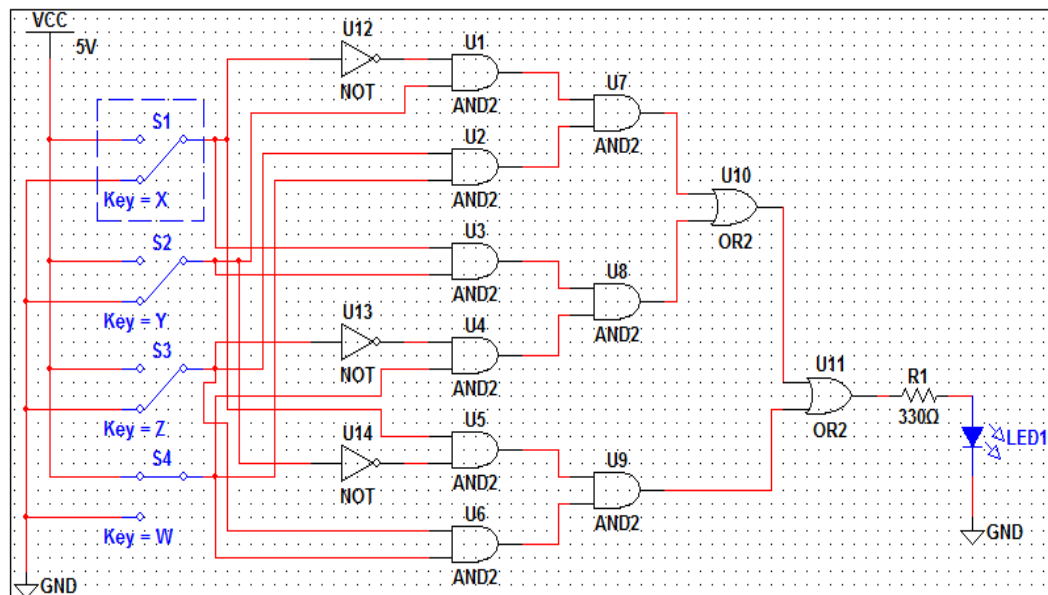 VCC
5V
S1
Key = X
S2
Key = Y
S3
Key = Z
S4
Key = W
GND
U12
NOT
U13
NOT
U14
NOT
U1
AND2
U2
AND2
U3
AND2
U4
AND2
U5
AND2
U6
AND2
U7
AND2
U8
AND2
U9
AND2
U10
OR2
U11
OR2
R1
330Ω
LED1
GND